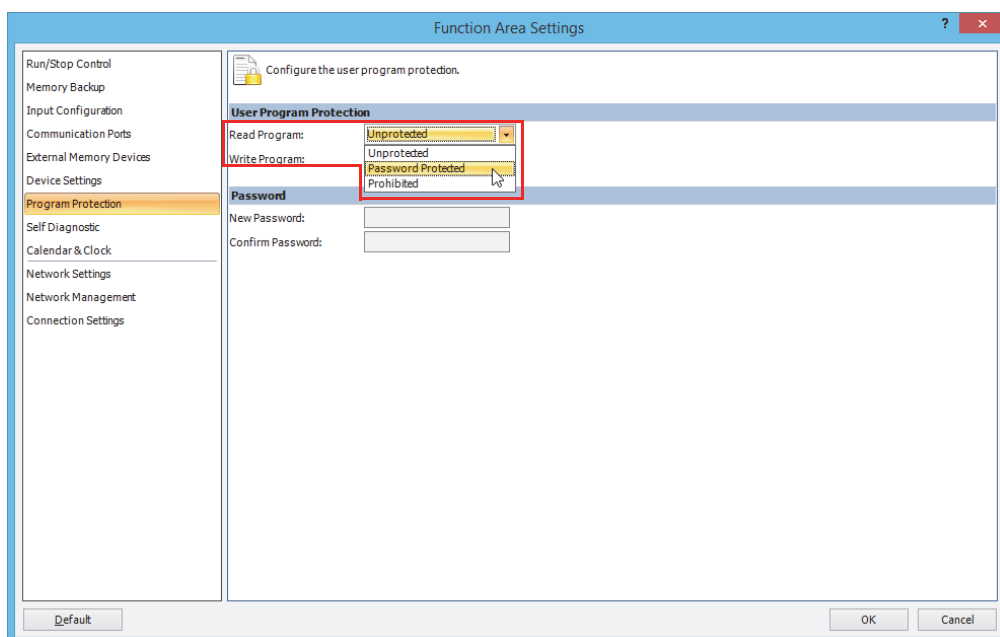 Function Area Settings
?
×
Run/Stop Control
Memory Backup
Input Configuration
Communication Ports
External Memory Devices
Device Settings
Program Protection
Self Diagnostic
Calendar & Clock
Network Settings
Network Management
Connection Settings
Configure the user program protection.
User Program Protection
Read Program:
Unprotected
Write Program:
Unprotected
Password Protected
Prohibited
Password
New Password:
Confirm Password:
Default
OK
Cancel